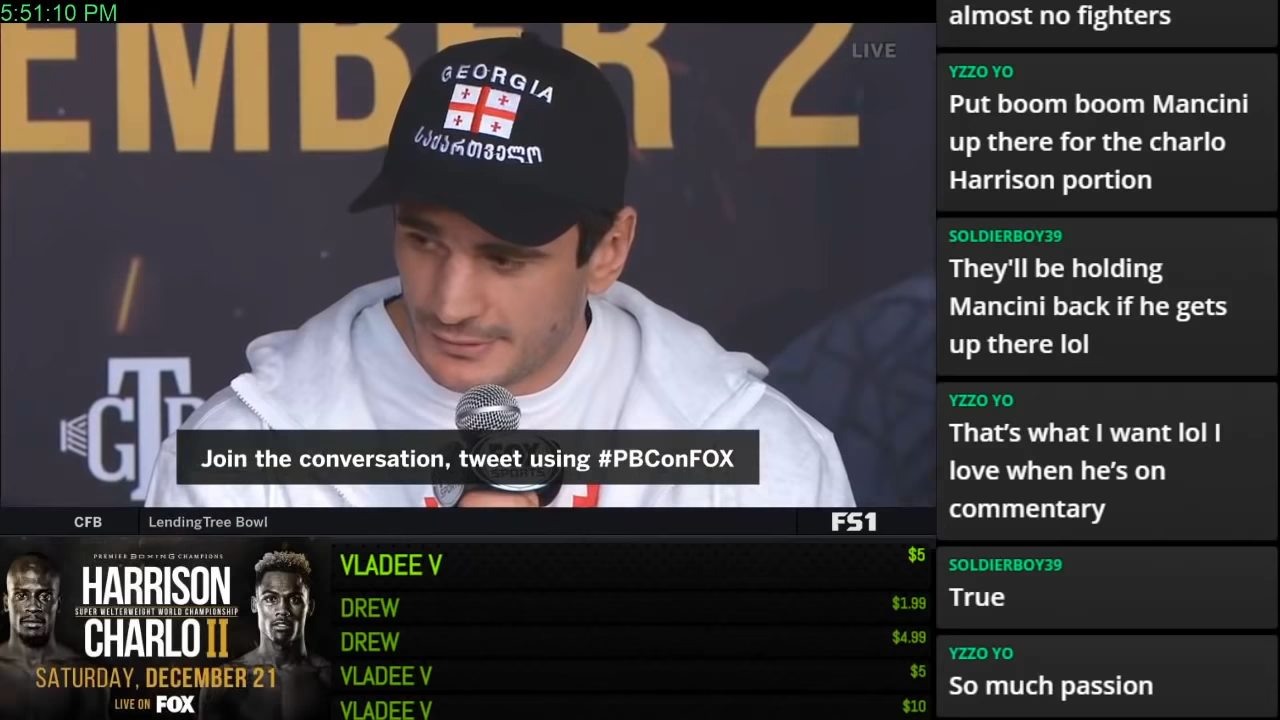 5:51:10 PM
EMBER 2
LIVE
GEORGIA
საქართველო
GTD
FOX
SPORTS
Join the conversation, tweet using #PBConFOX
CFB
LendingTree Bowl
FS1
PREMIER BOXING CHAMPIONS
HARRISON
SUPER WELTERWEIGHT WORLD CHAMPIONSHIP
CHARLO II
SATURDAY, DECEMBER 21
LIVE ON FOX
VLADEE V $5
DREW $1.99
DREW $4.99
VLADEE V $5
VLADEE V $10
almost no fighters
YZZO YO
Put boom boom Mancini
up there for the charlo
Harrison portion
SOLDIERBOY39
They'll be holding
Mancini back if he gets
up there lol
YZZO YO
That’s what I want lol I
love when he’s on
commentary
SOLDIERBOY39
True
YZZO YO
So much passion